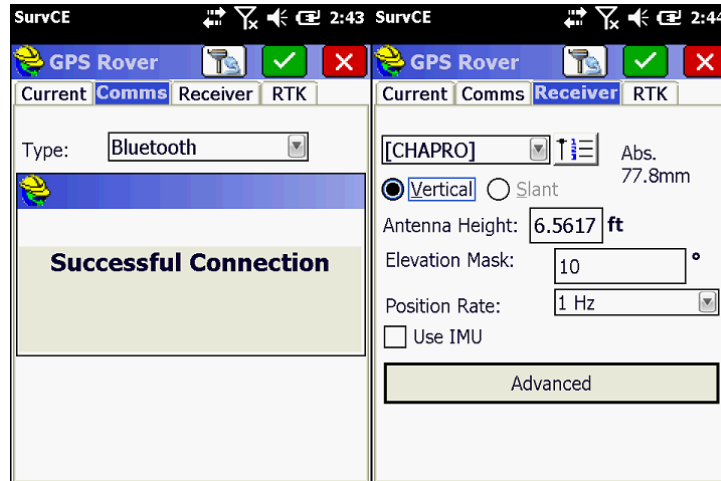 SurvCE 2:43
GPS Rover
Current Comms Receiver RTK
Type: Bluetooth
Successful Connection
SurvCE 2:44
GPS Rover
Current Comms Receiver RTK
[CHAPRO] Abs.
77.8mm
Vertical Slant
Antenna Height: 6.5617 ft
Elevation Mask: 10 °
Position Rate: 1 Hz
Use IMU
Advanced